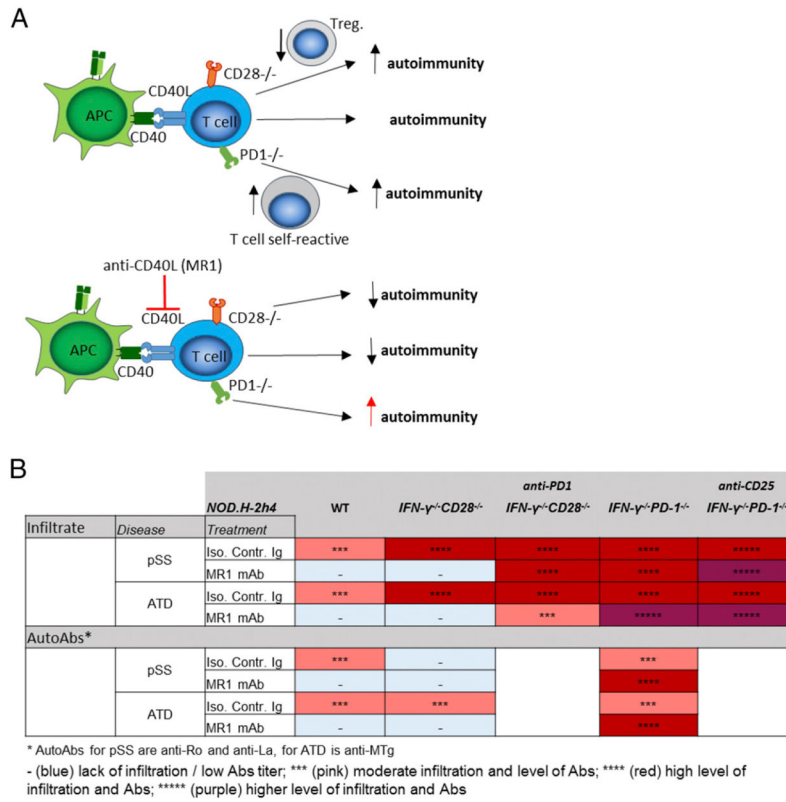 A
Treg.
CD28-/-
autoimmunity
CD40L
APC
T cell
autoimmunity
CD40
PD1-/-
autoimmunity
T cell self-reactive
anti-CD40L (MR1)
autoimmunity
CD40L
CD28-/-
APC
T cell
autoimmunity
CD40
PD1-/-
autoimmunity
B
anti-PD1 anti-CD25
NOD.H-2h4 WT IFN-γ-/-CD28-/- IFN-γ-/-CD28-/- IFN-γ-/-PD-1-/- IFN-γ-/-PD-1-/-
Infiltrate Disease Treatment
pSS Iso. Contr. Ig *** **** **** **** *****
MR1 mAb - - **** **** *****
ATD Iso. Contr. Ig *** **** **** **** *****
MR1 mAb - - *** ***** *****
AutoAbs*
pSS Iso. Contr. Ig *** - ***
MR1 mAb - - ****
ATD Iso. Contr. Ig *** *** ***
MR1 mAb - - ****
* AutoAbs for pSS are anti-Ro and anti-La, for ATD is anti-MTg
- (blue) lack of infiltration / low Abs titer; *** (pink) moderate infiltration and level of Abs; **** (red) high level of
infiltration and Abs; ***** (purple) higher level of infiltration and Abs